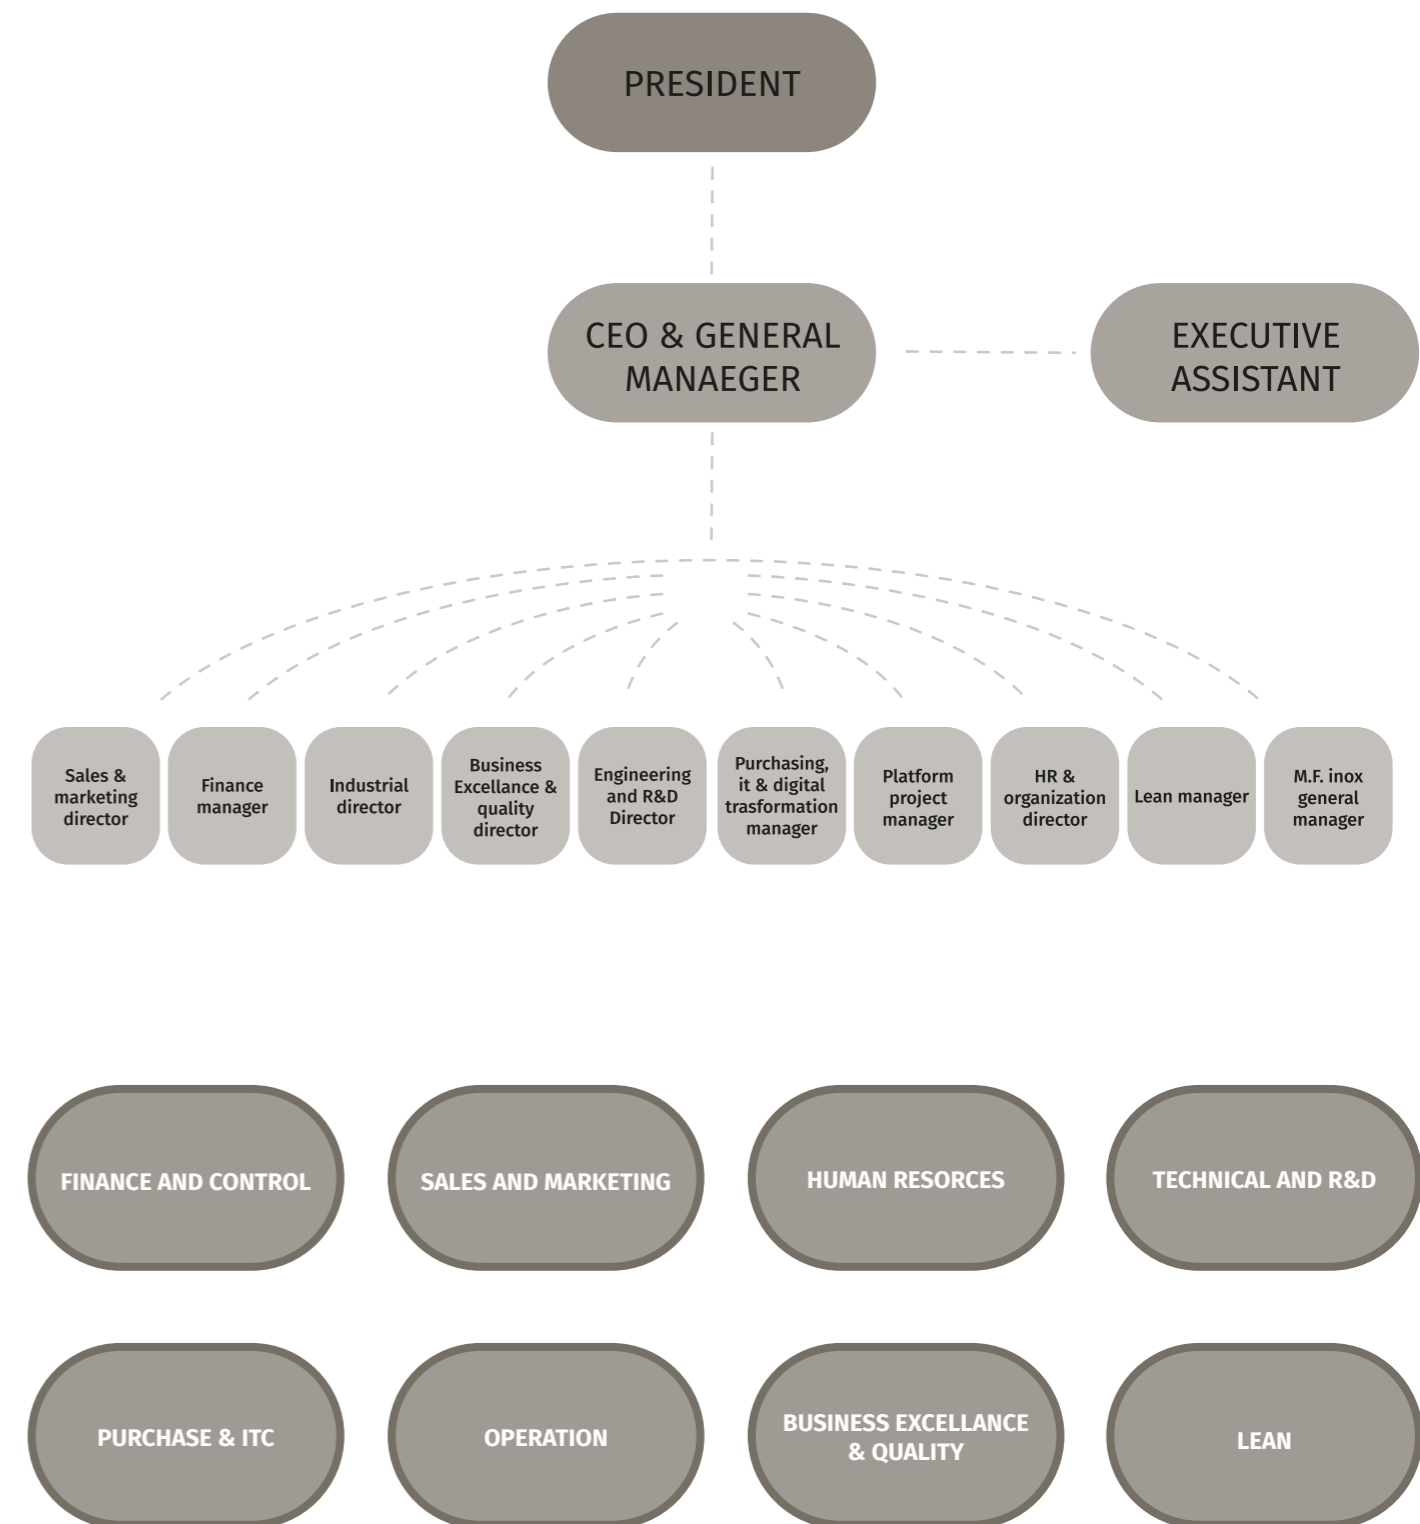 PRESIDENT
CEO & GENERAL
MANAEGER
EXECUTIVE
ASSISTANT
Sales &
marketing
director
Finance
manager
Industrial
director
Business
Excellance &
quality
director
Engineering
and R&D
Director
Purchasing,
it & digital
trasformation
manager
Platform
project
manager
HR &
organization
director
Lean manager
M.F. inox
general
manager
FINANCE AND CONTROL
SALES AND MARKETING
HUMAN RESORCES
TECHNICAL AND R&D
PURCHASE & ITC
OPERATION
BUSINESS EXCELLANCE
& QUALITY
LEAN